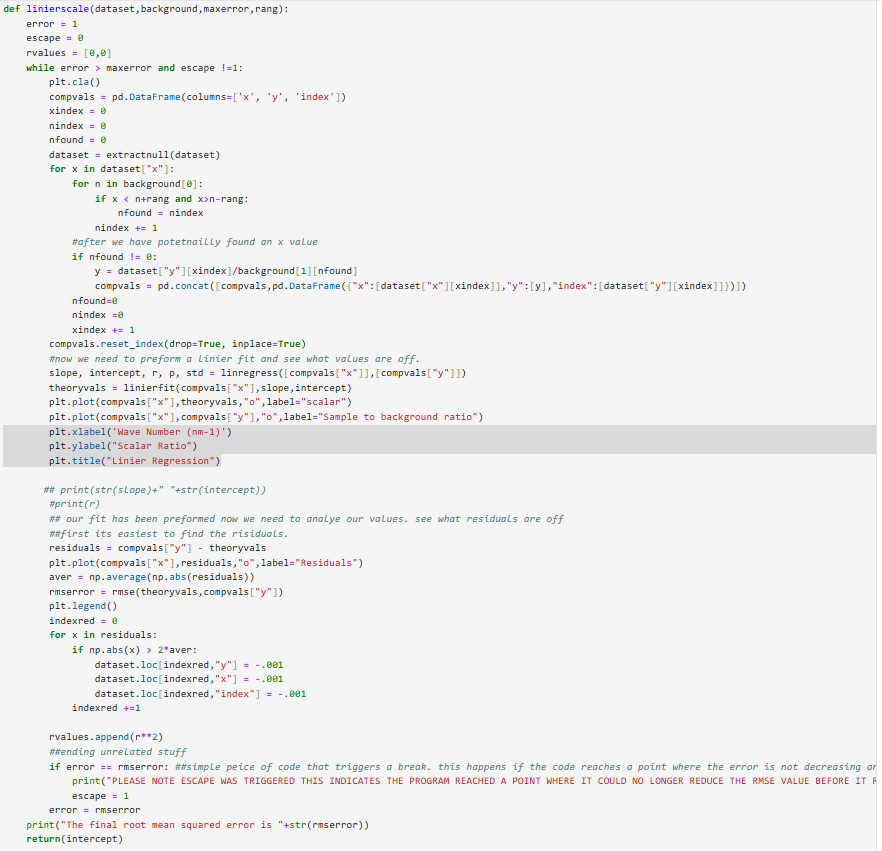 def linierscale(dataset,background,maxerror,rang):
    error = 1
    escape = 0
    rvalues = [0,0]
    while error > maxerror and escape !=1:
        plt.cla()
        compvals = pd.DataFrame(columns=['x', 'y', 'index'])
        xindex = 0
        nindex = 0
        nfound = 0
        dataset = extractnull(dataset)
        for x in dataset["x"]:
            for n in background[0]:
                if x < n+rang and x>n-rang:
                    nfound = nindex
                nindex += 1
            #after we have potetnailly found an x value
            if nfound != 0:
                y = dataset["y"][xindex]/background[1][nfound]
                compvals = pd.concat([compvals,pd.DataFrame({"x":[dataset["x"][xindex]],"y":[y],"index":[dataset["y"][xindex]]})])
            nfound=0
            nindex =0
            xindex += 1
        compvals.reset_index(drop=True, inplace=True)
        #now we need to preform a linier fit and see what values are off.
        slope, intercept, r, p, std = linregress([compvals["x"]],[compvals["y"]])
        theoryvals = linierfit(compvals["x"],slope,intercept)
        plt.plot(compvals["x"],theoryvals,"o",label="scalar")
        plt.plot(compvals["x"],compvals["y"],"o",label="Sample to background ratio")
        plt.xlabel('Wave Number (nm-1)')
        plt.ylabel("Scalar Ratio")
        plt.title("Linier Regression")
       ## print(str(slope)+" "+str(intercept))
        #print(r)
        ## our fit has been preformed now we need to analye our values. see what residuals are off
        ##first its easiest to find the risiduals.
        residuals = compvals["y"] - theoryvals
        plt.plot(compvals["x"],residuals,"o",label="Residuals")
        aver = np.average(np.abs(residuals))
        rmserror = rmse(theoryvals,compvals["y"])
        plt.legend()
        indexred = 0
        for x in residuals:
            if np.abs(x) > 2*aver:
                dataset.loc[indexred,"y"] = -.001
                dataset.loc[indexred,"x"] = -.001
                dataset.loc[indexred,"index"] = -.001
            indexred +=1
        rvalues.append(r**2)
        ##ending unrelated stuff
        if error == rmserror: ##simple peice of code that triggers a break. this happens if the code reaches a point where the error is not decreasing
            print("PLEASE NOTE ESCAPE WAS TRIGGERED THIS INDICATES THE PROGRAM REACHED A POINT WHERE IT COULD NO LONGER REDUCE THE RMSE VALUE BEFORE IT
            escape = 1
        error = rmserror
    print("The final root mean squared error is "+str(rmserror))
    return(intercept)